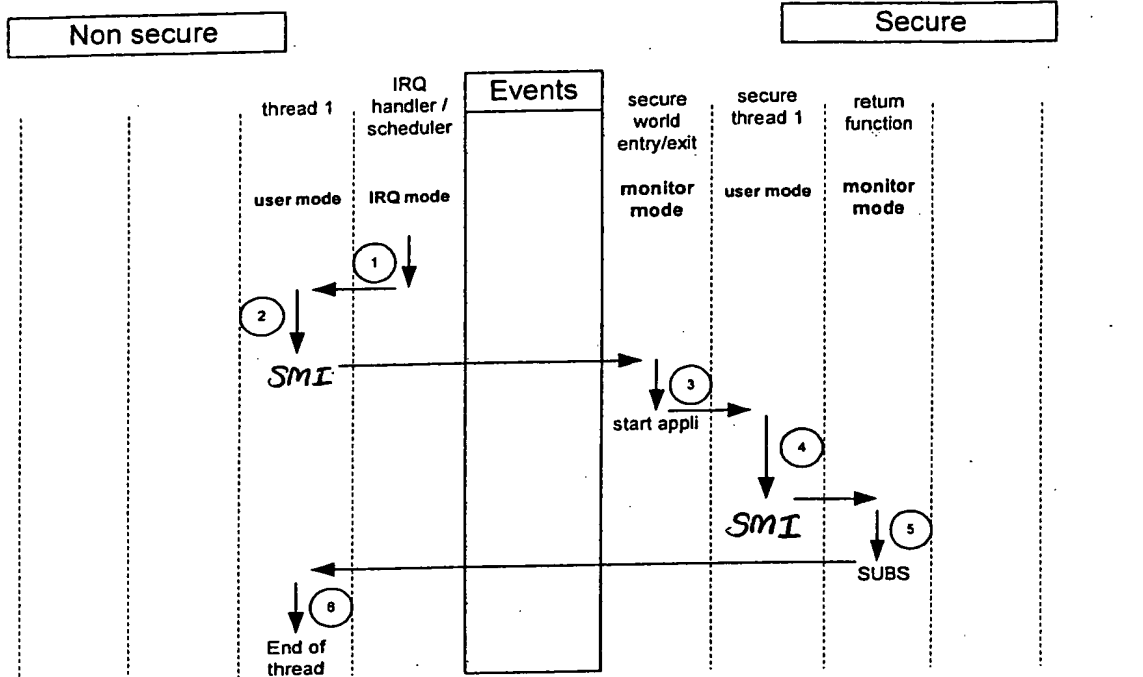 Non secure
Secure
thread 1
IRQ
handler /
scheduler
Events
secure
world
entry/exit
secure
thread 1
return
function
user mode
IRQ mode
monitor
mode
user mode
monitor
mode
1
2
SMI
3
start appli
4
SMI
5
SUBS
6
End of
thread